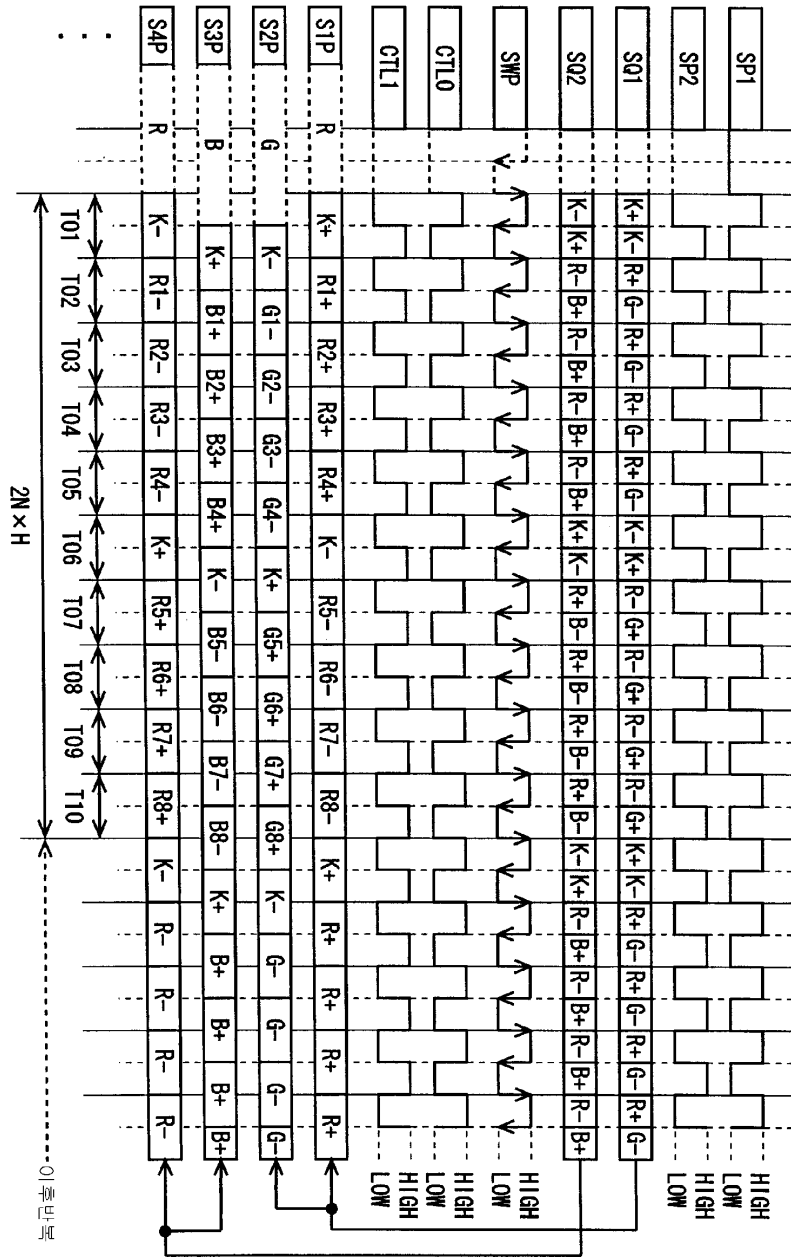 SP1 HIGH
LOW
SP2 HIGH
LOW
SQ1 K+ K- R+ G- R+ G- R+ G- R+ G- K- K+ R- G+ R- G+ R- G+ R- G+ K+ K- R+ G- R+ G- R+ G- R+ G-
SQ2 K- K+ R- B+ R- B+ R- B+ R- B+ K+ K- R+ B- R+ B- R+ B- R+ B- K- K+ R- B+ R- B+ R- B+ R- B+
SWP HIGH
LOW
CTL0 HIGH
LOW
CTL1 HIGH
LOW
S1P R K+ R1+ R2+ R3+ R4+ K- R5- R6- R7- R8- K+ R+ R+ R+ R+
S2P G K- G1- G2- G3- G4- K+ G5+ G6+ G7+ G8+ K- G- G- G- G-
S3P B K+ B1+ B2+ B3+ B4+ K- B5- B6- B7- B8- K+ B+ B+ B+ B+
S4P R K- R1- R2- R3- R4- K+ R5+ R6+ R7+ R8+ K- R- R- R- R-
. . .
T01 T02 T03 T04 T05 T06 T07 T08 T09 T10
2N×H 이후반복